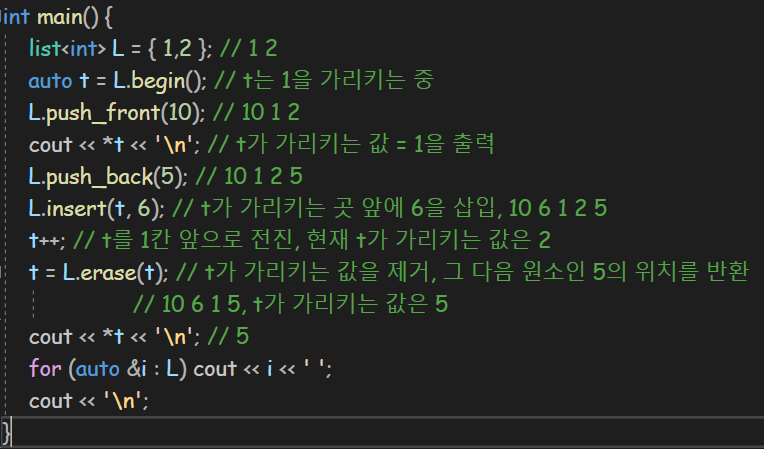 int main() {
list<int> L = { 1,2 }; // 1 2
auto t = L.begin(); // t는 1을 가리키는 중
L.push_front(10); // 10 1 2
cout << *t << '\n'; // t가 가리키는 값 = 1을 출력
L.push_back(5); // 10 1 2 5
L.insert(t, 6); // t가 가리키는 곳 앞에 6을 삽입, 10 6 1 2 5
t++; // t를 1칸 앞으로 전진, 현재 t가 가리키는 값은 2
t = L.erase(t); // t가 가리키는 값을 제거, 그 다음 원소인 5의 위치를 반환
// 10 6 1 5, t가 가리키는 값은 5
cout << *t << '\n'; // 5
for (auto &i : L) cout << i << ' ';
cout << '\n';
}